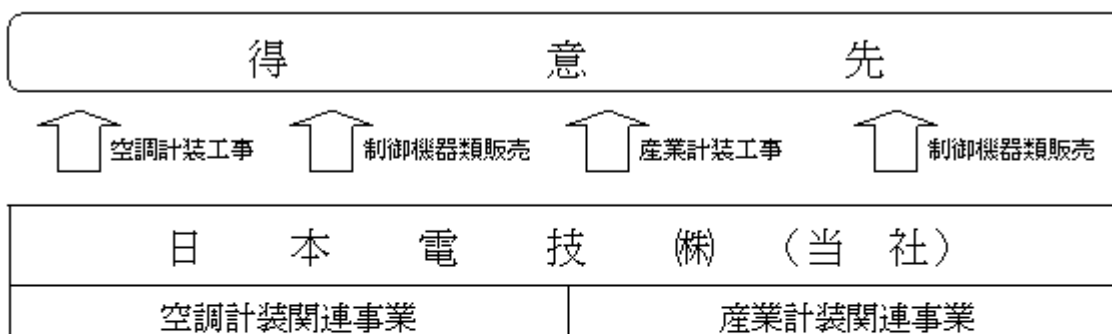 得意先
空調計装工事 制御機器類販売 産業計装工事 制御機器類販売
日本電技㈱（当社）
空調計装関連事業 産業計装関連事業